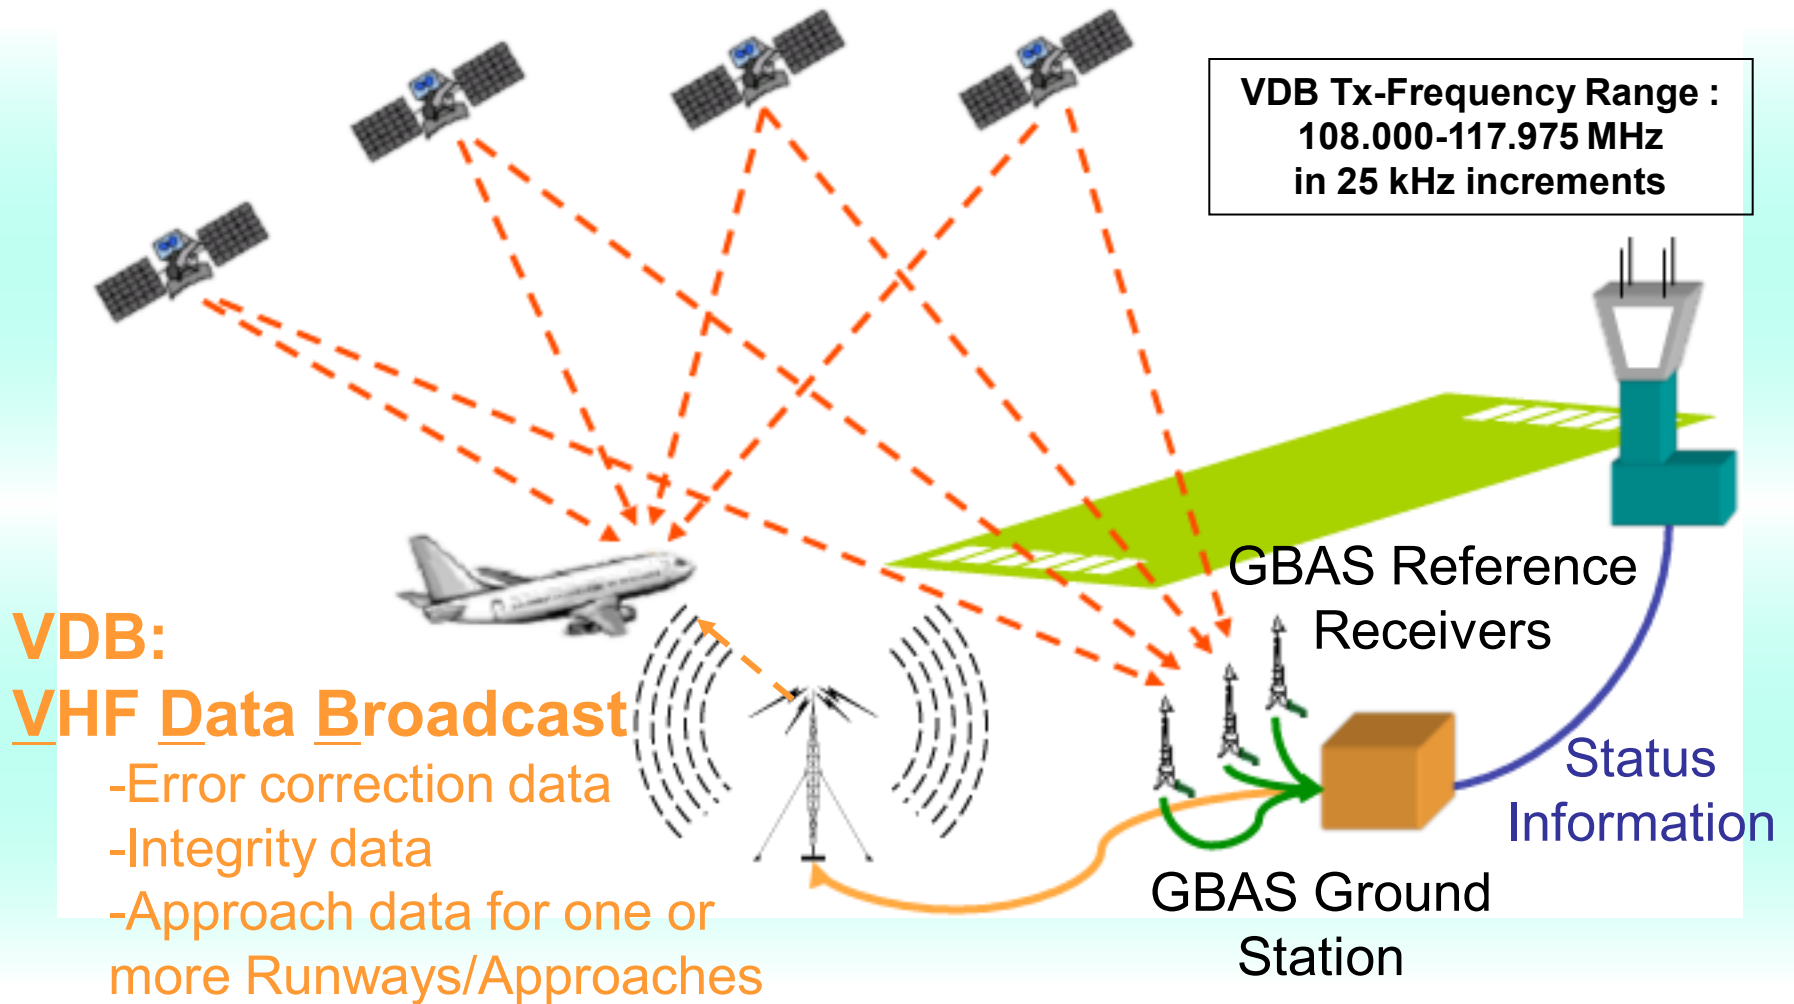 VDB Tx-Frequency Range :
108.000-117.975 MHz
in 25 kHz increments
GBAS Reference
Receivers
VDB:
VHF Data Broadcast
-Error correction data
-Integrity data
-Approach data for one or
more Runways/Approaches
Status
Information
GBAS Ground
Station